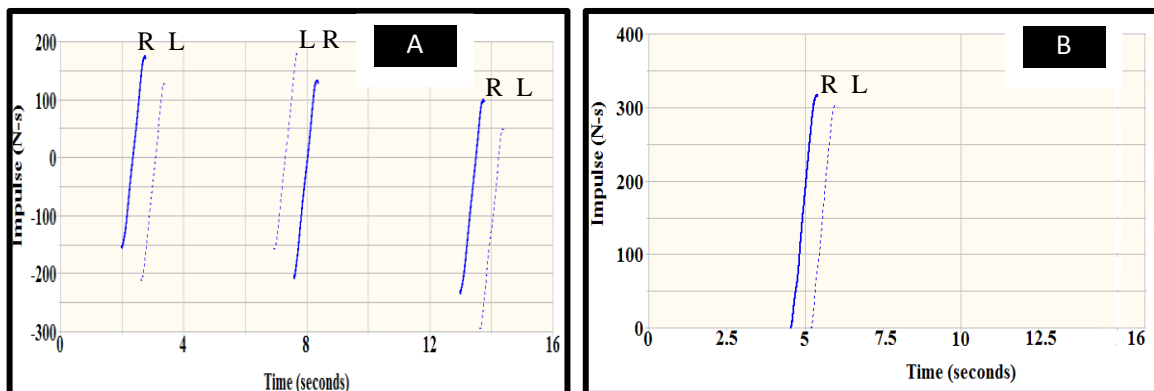 A
200
100
0
-100
-200
-300
R L
L R
R L
0 4 8 12 16
Impulse (N-s)
Time (seconds)
B
400
300
200
100
0
R L
0 2.5 5 7.5 10 12.5 16
Impulse (N-s)
Time (seconds)